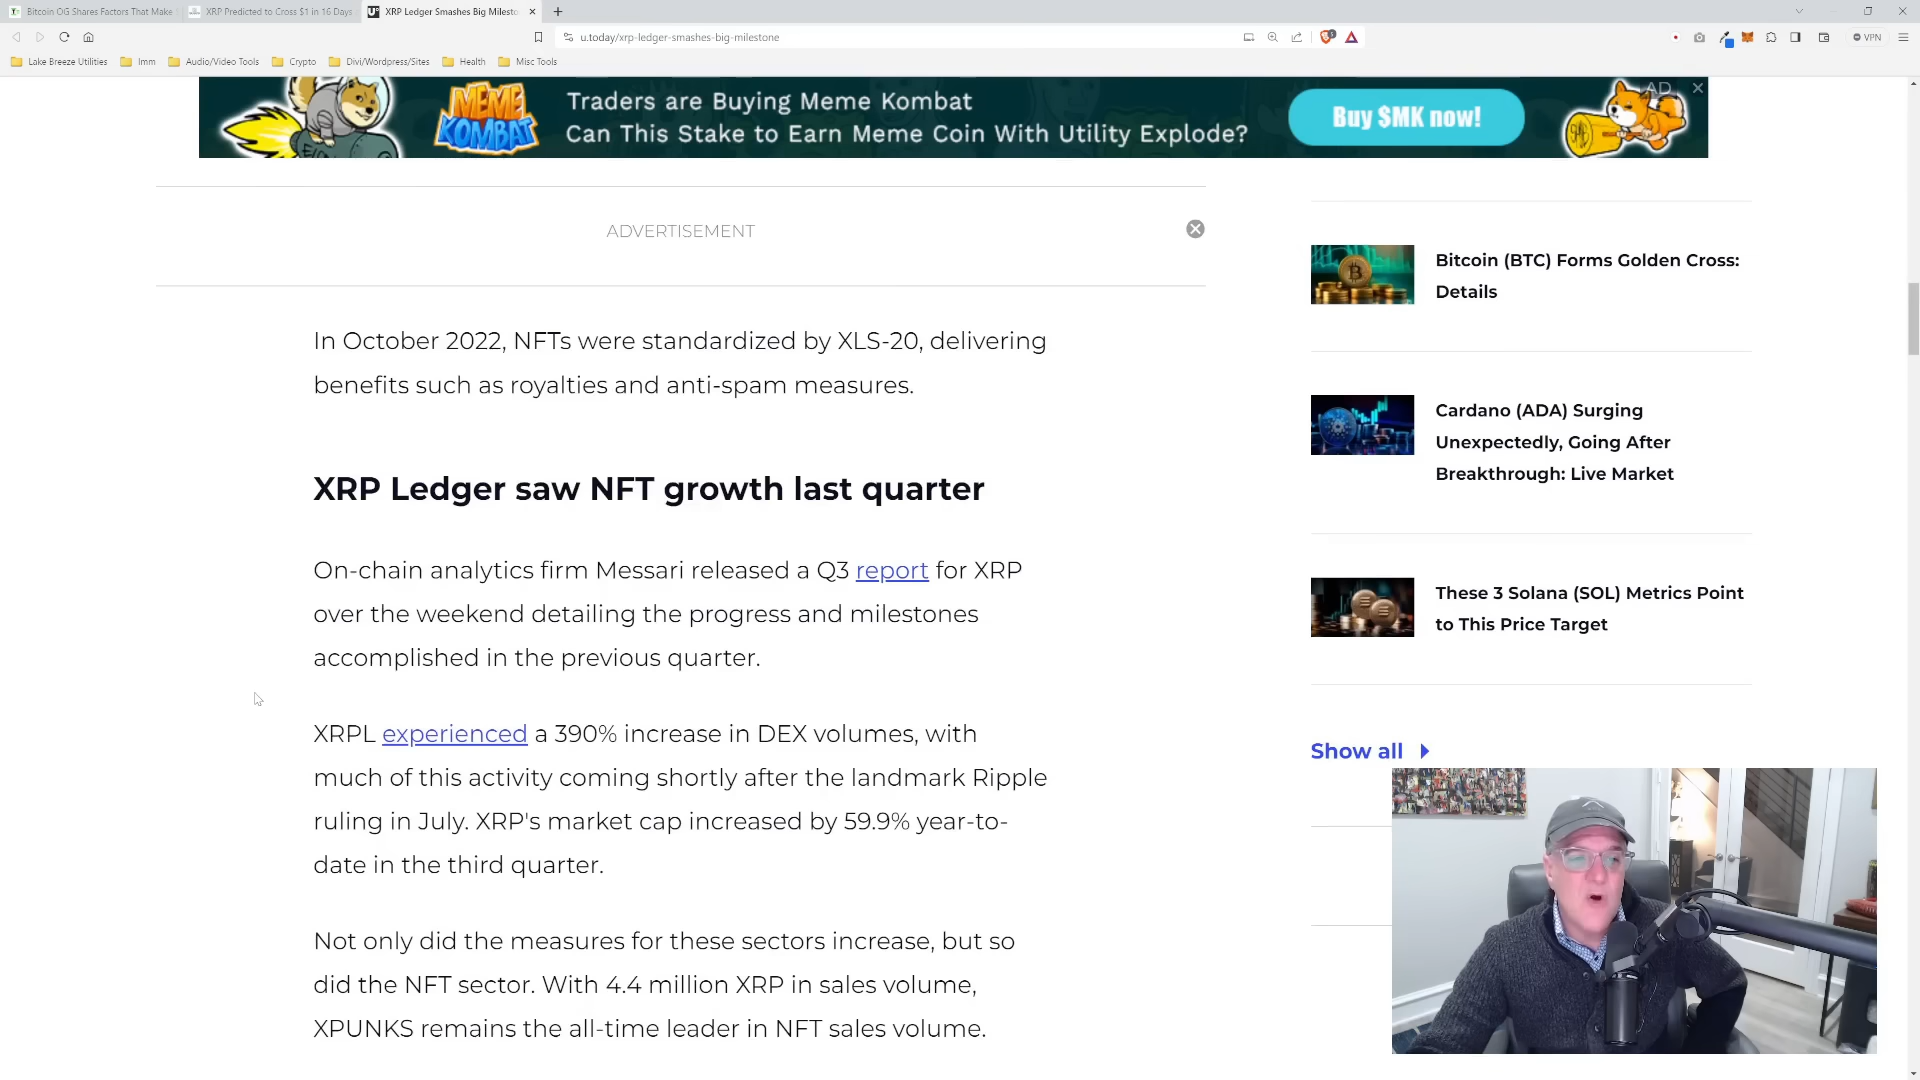 Bitcoin OG Shares Factors That Make
XRP Predicted to Cross $1 in 16 Days
XRP Ledger Smashes Big Milesto
u.today/xrp-ledger-smashes-big-milestone
VPN
Lake Breeze Utilities
Imm
Audio/Video Tools
Crypto
Divi/Wordpress/Sites
Health
Misc Tools
MEME KOMBAT
Traders are Buying Meme Kombat
Can This Stake to Earn Meme Coin With Utility Explode?
Buy $MK now!
AD
ADVERTISEMENT
In October 2022, NFTs were standardized by XLS-20, delivering
benefits such as royalties and anti-spam measures.
XRP Ledger saw NFT growth last quarter
On-chain analytics firm Messari released a Q3 report for XRP
over the weekend detailing the progress and milestones
accomplished in the previous quarter.
XRPL experienced a 390% increase in DEX volumes, with
much of this activity coming shortly after the landmark Ripple
ruling in July. XRP's market cap increased by 59.9% year-to-
date in the third quarter.
Not only did the measures for these sectors increase, but so
did the NFT sector. With 4.4 million XRP in sales volume,
XPUNKS remains the all-time leader in NFT sales volume.
Bitcoin (BTC) Forms Golden Cross:
Details
Cardano (ADA) Surging
Unexpectedly, Going After
Breakthrough: Live Market
These 3 Solana (SOL) Metrics Point
to This Price Target
Show all